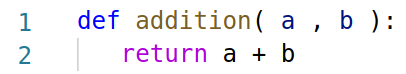 1 def addition( a , b ):
2 return a + b